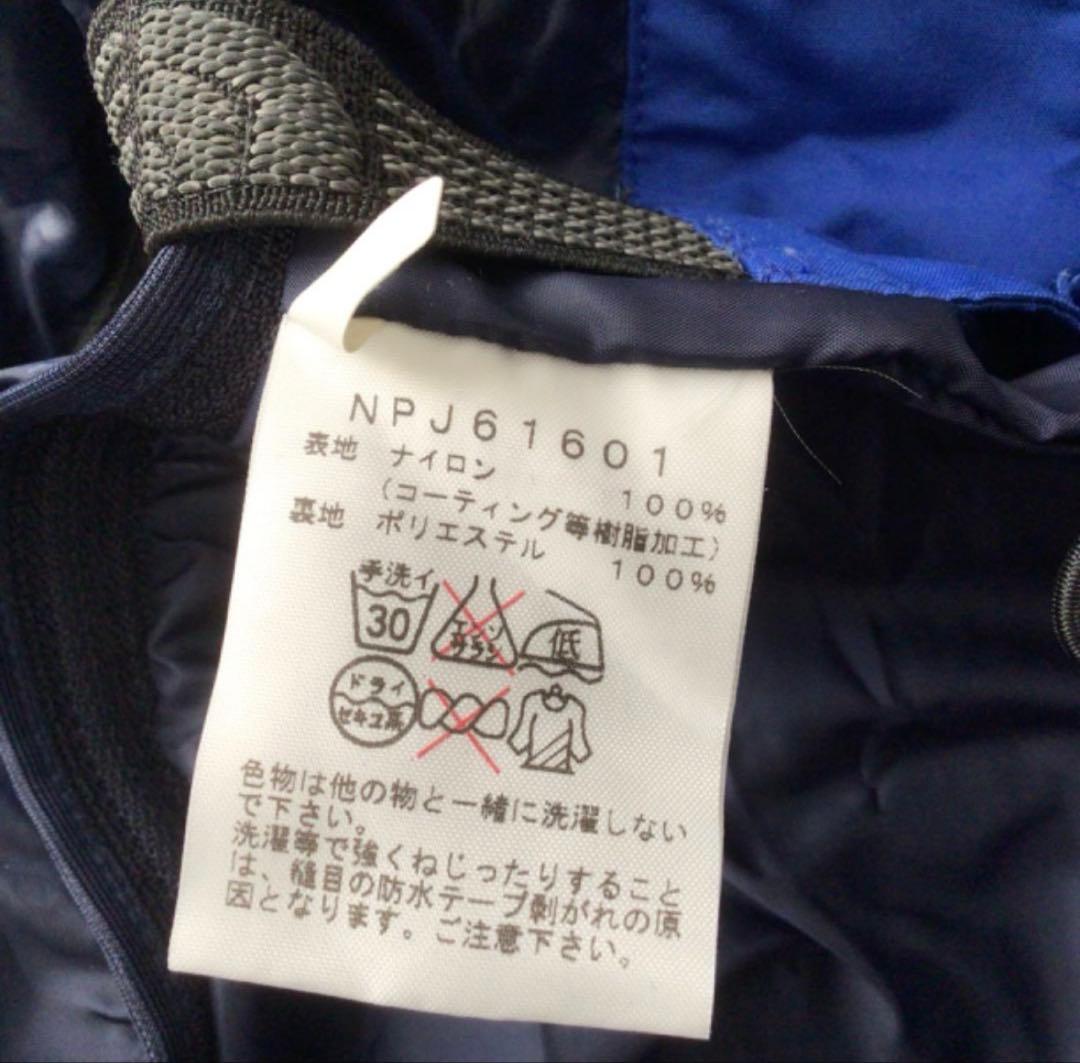 NPJ61601
表地 ナイロン 100%
(コーティング等樹脂加工)
裏地 ポリエステル 100%
手洗イ
30
エンソ
サラシ
低
ドライ
セキユ系
色物は他の物と一緒に洗濯しない
で下さい。
洗濯等で強くねじったりすること
は、縫目の防水テープ剥がれの原
因となります。ご注意下さい。